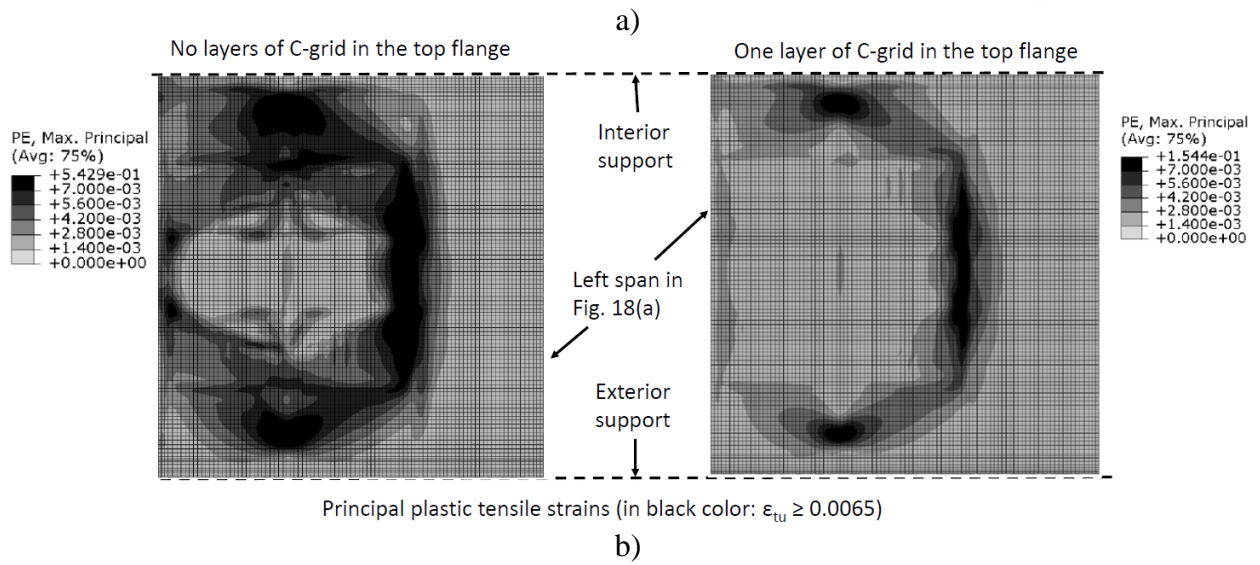 a)
No layers of C-grid in the top flange
One layer of C-grid in the top flange
PE, Max. Principal
(Avg: 75%)
+5.429e-01
+7.000e-03
+5.600e-03
+4.200e-03
+2.800e-03
+1.400e-03
+0.000e+00
Interior
support
Left span in
Fig. 18(a)
Exterior
support
PE, Max. Principal
(Avg: 75%)
+1.544e-01
+7.000e-03
+5.600e-03
+4.200e-03
+2.800e-03
+1.400e-03
+0.000e+00
Principal plastic tensile strains (in black color: εtu ≥ 0.0065)
b)